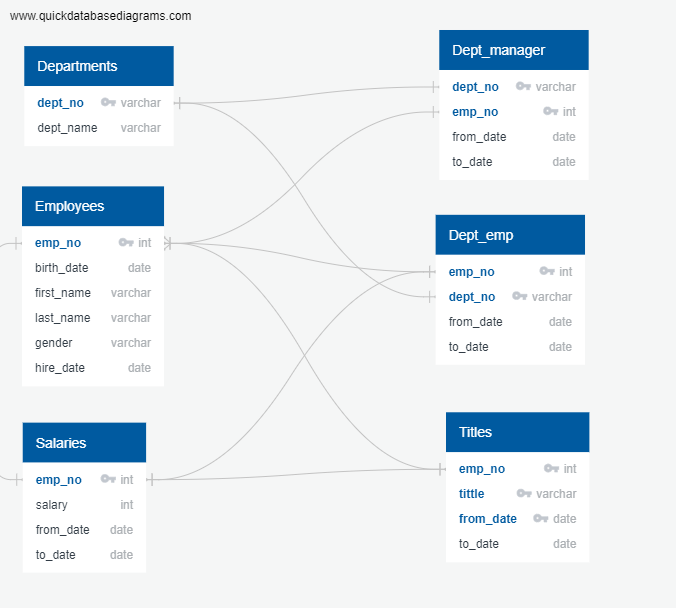 www.quickdatabasediagrams.com
Departments
dept_no varchar
dept_name varchar
Employees
emp_no int
birth_date date
first_name varchar
last_name varchar
gender varchar
hire_date date
Salaries
emp_no int
salary int
from_date date
to_date date
Dept_manager
dept_no varchar
emp_no int
from_date date
to_date date
Dept_emp
emp_no int
dept_no varchar
from_date date
to_date date
Titles
emp_no int
tittle varchar
from_date date
to_date date